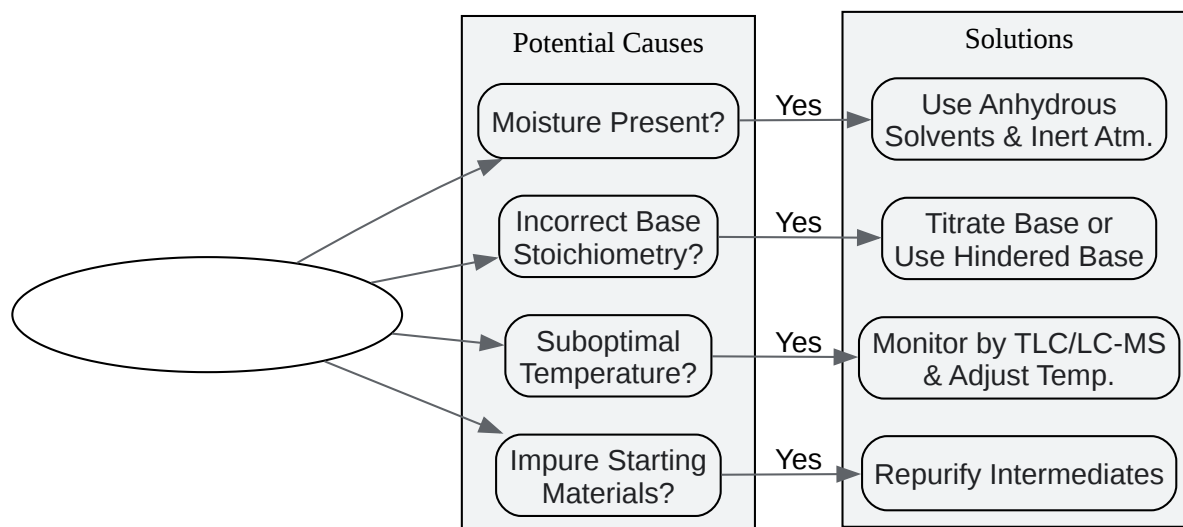 Potential Causes
Solutions
Moisture Present?
Yes
Use Anhydrous
Solvents & Inert Atm.
Incorrect Base
Stoichiometry?
Yes
Titrate Base or
Use Hindered Base
Suboptimal
Temperature?
Yes
Monitor by TLC/LC-MS
& Adjust Temp.
Impure Starting
Materials?
Yes
Repurify Intermediates